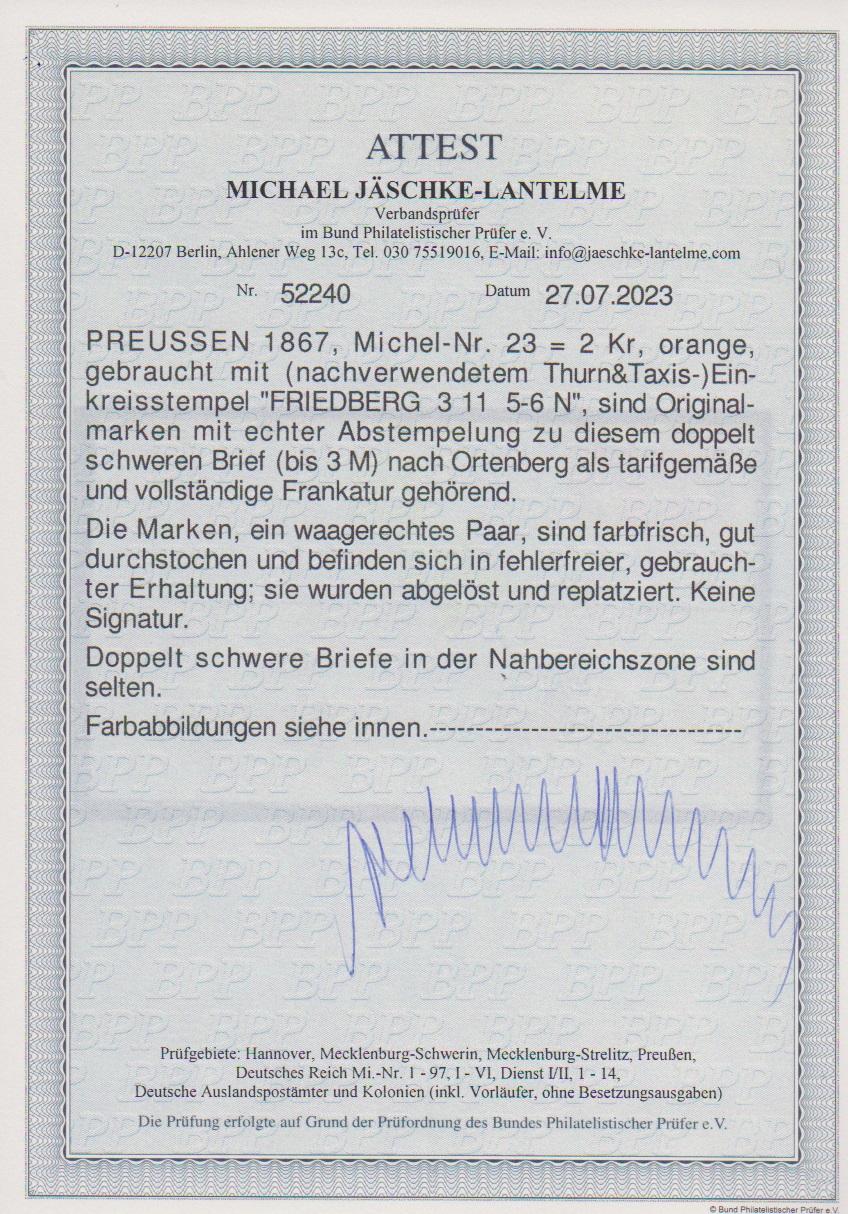 ATTEST
MICHAEL JÄSCHKE-LANTELME
Verbandsprüfer
im Bund Philatelistischer Prüfer e. V.
D-12207 Berlin, Ahlener Weg 13c, Tel. 030 75519016, E-Mail: info@jaeschke-lantelme.com
Nr. 52240 Datum 27.07.2023
PREUSSEN 1867, Michel-Nr. 23 = 2 Kr, orange,
gebraucht mit (nachverwendetem Thurn&Taxis-)Ein-
kreisstempel "FRIEDBERG 3 11 5-6 N", sind Original-
marken mit echter Abstempelung zu diesem doppelt
schweren Brief (bis 3 M) nach Ortenberg als tarifgemäße
und vollständige Frankatur gehörend.
Die Marken, ein waagerechtes Paar, sind farbfrisch, gut
durchstochen und befinden sich in fehlerfreier, gebrauch-
ter Erhaltung; sie wurden abgelöst und replatziert. Keine
Signatur.
Doppelt schwere Briefe in der Nahbereichszone sind
selten.
Farbabbildungen siehe innen.----------------------------------
Prüfgebiete: Hannover, Mecklenburg-Schwerin, Mecklenburg-Strelitz, Preußen,
Deutsches Reich Mi.-Nr. 1 - 97, I - VI, Dienst I/II, 1 - 14,
Deutsche Auslandspostämter und Kolonien (inkl. Vorläufer, ohne Besetzungsausgaben)
Die Prüfung erfolgte auf Grund der Prüfordnung des Bundes Philatelistischer Prüfer e.V.
© Bund Philatelistischer Prüfer e.V.